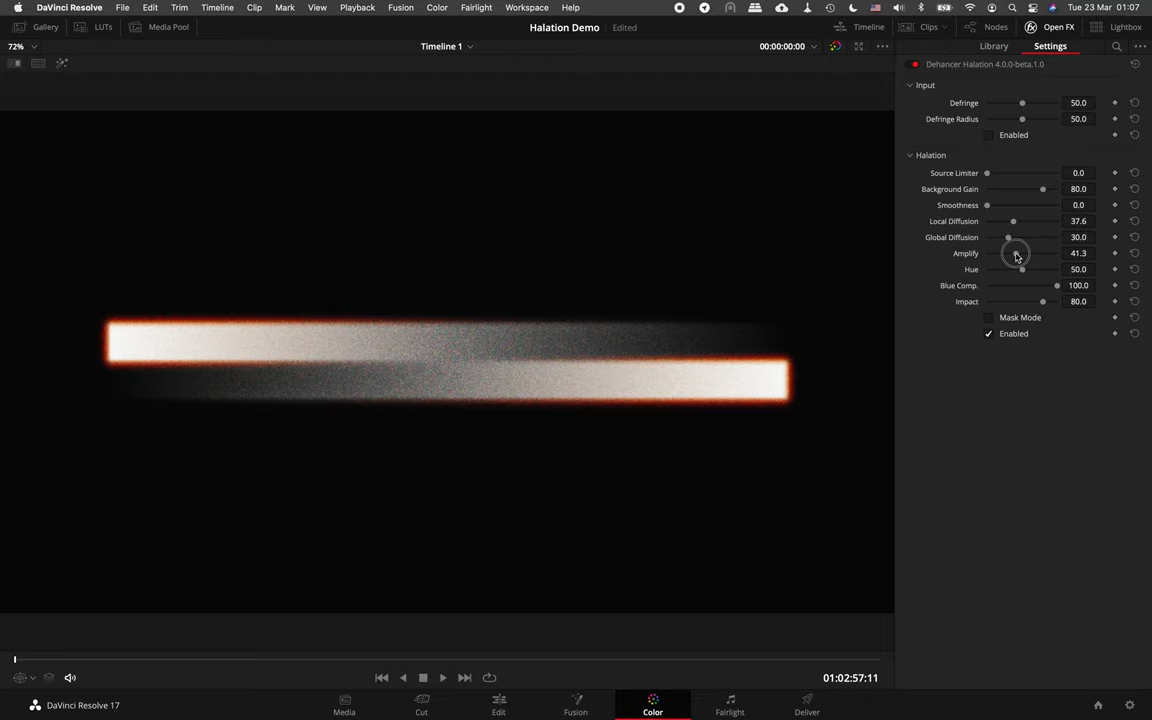 DaVinci Resolve File Edit Trim Timeline Clip Mark View Playback Fusion Color Fairlight Workspace Help Tue 23 Mar 01:07
Gallery LUTs Media Pool Halation Demo Edited Timeline Clips Nodes Open FX Lightbox
72% Timeline 1 00:00:00:00 Library Settings
Dehancer Halation 4.0.0-beta.1.0
Input
Defringe 50.0
Defringe Radius 50.0
Enabled
Halation
Source Limiter 0.0
Background Gain 80.0
Smoothness 0.0
Local Diffusion 37.6
Global Diffusion 30.0
Amplify 41.3
Hue 50.0
Blue Comp. 100.0
Impact 80.0
Mask Mode
Enabled
01:02:57:11
DaVinci Resolve 17 Media Cut Edit Fusion Color Fairlight Deliver